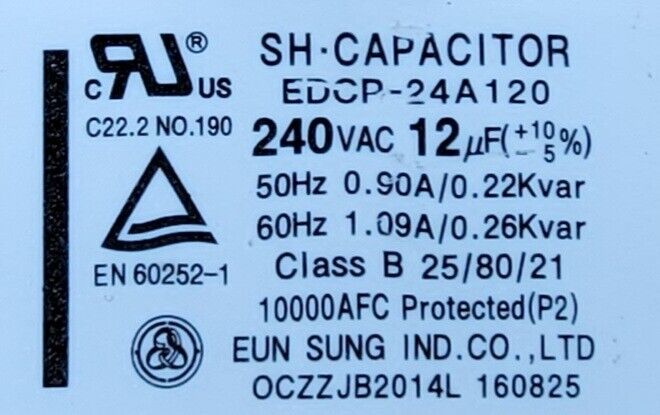 SH·CAPACITOR
EDCP-24A120
C US ®
C22.2 NO.190
240VAC 12μF(+10/-5%)
50Hz 0.90A/0.22Kvar
60Hz 1.09A/0.26Kvar
EN 60252-1
Class B 25/80/21
10000AFC Protected(P2)
EUN SUNG IND.CO.,LTD
OCZZJB2014L 160825